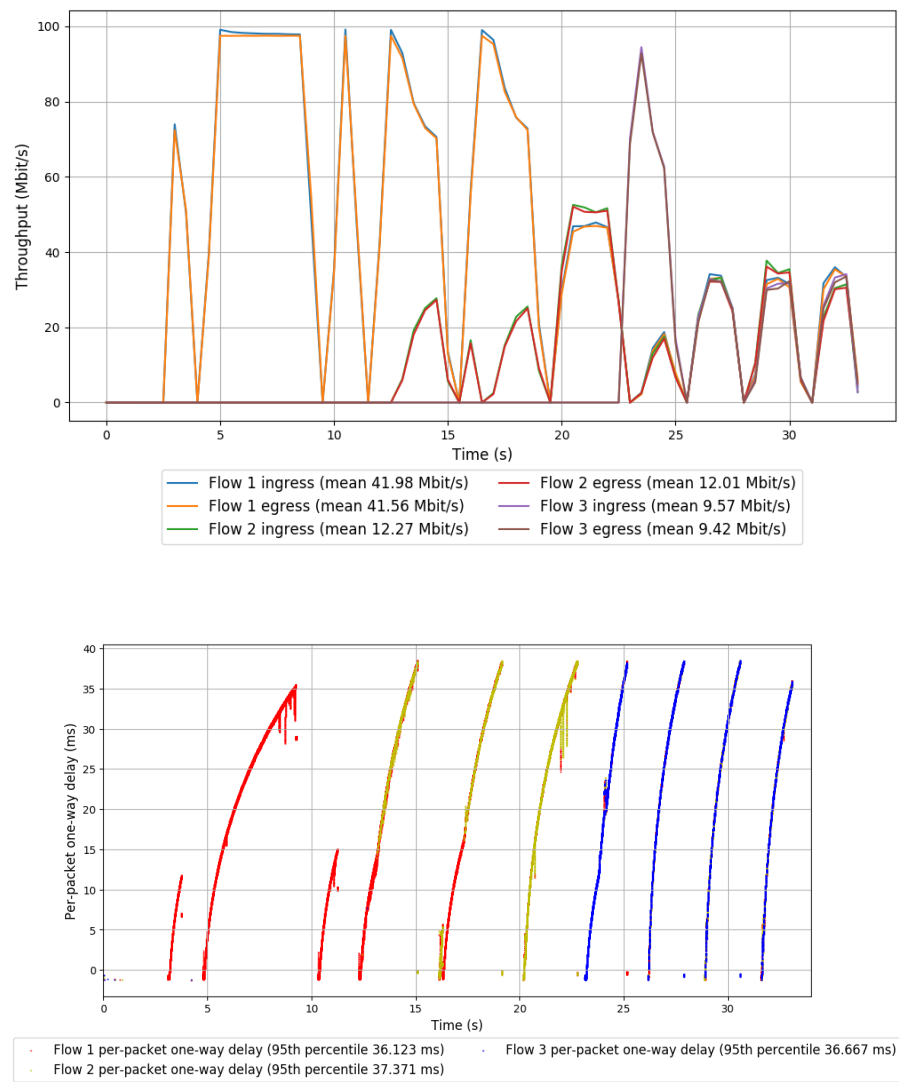 100
80
60
40
20
0
Throughput (Mbit/s)
0 5 10 15 20 25 30
Time (s)
Flow 1 ingress (mean 41.98 Mbit/s)
Flow 1 egress (mean 41.56 Mbit/s)
Flow 2 ingress (mean 12.27 Mbit/s)
Flow 2 egress (mean 12.01 Mbit/s)
Flow 3 ingress (mean 9.57 Mbit/s)
Flow 3 egress (mean 9.42 Mbit/s)
40
35
30
25
20
15
10
5
0
Per-packet one-way delay (ms)
0 5 10 15 20 25 30
Time (s)
Flow 1 per-packet one-way delay (95th percentile 36.123 ms)
Flow 2 per-packet one-way delay (95th percentile 37.371 ms)
Flow 3 per-packet one-way delay (95th percentile 36.667 ms)